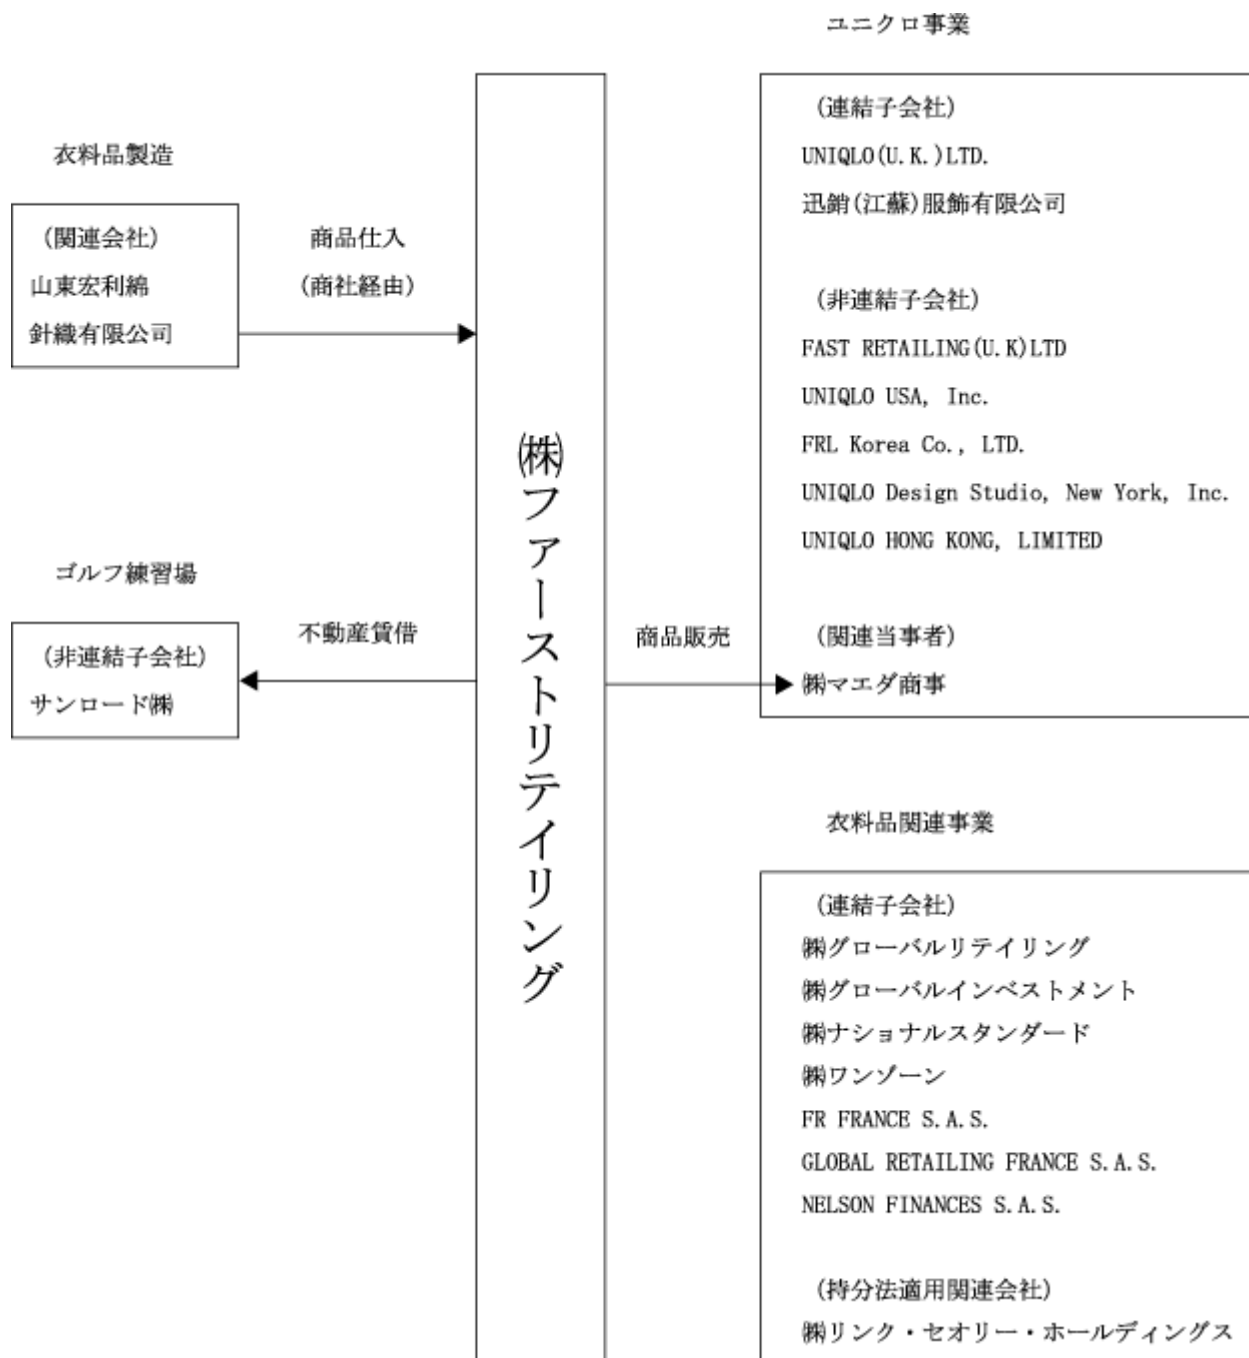 ユニクロ事業
(連結子会社)
UNIQLO(U.K.)LTD.
迅銷(江蘇)服飾有限公司
(非連結子会社)
FAST RETAILING(U.K)LTD
UNIQLO USA, Inc.
FRL Korea Co., LTD.
UNIQLO Design Studio, New York, Inc.
UNIQLO HONG KONG, LIMITED
(関連当事者)
㈱マエダ商事
衣料品製造
(関連会社)
山東宏利綿
針織有限公司
商品仕入
(商社経由)
㈱ファーストリテイリング
ゴルフ練習場
(非連結子会社)
サンロード㈱
不動産賃借
商品販売
衣料品関連事業
(連結子会社)
㈱グローバルリテイリング
㈱グローバルインベストメント
㈱ナショナルスタンダード
㈱ワンゾーン
FR FRANCE S.A.S.
GLOBAL RETAILING FRANCE S.A.S.
NELSON FINANCES S.A.S.
(持分法適用関連会社)
㈱リンク・セオリー・ホールディングス